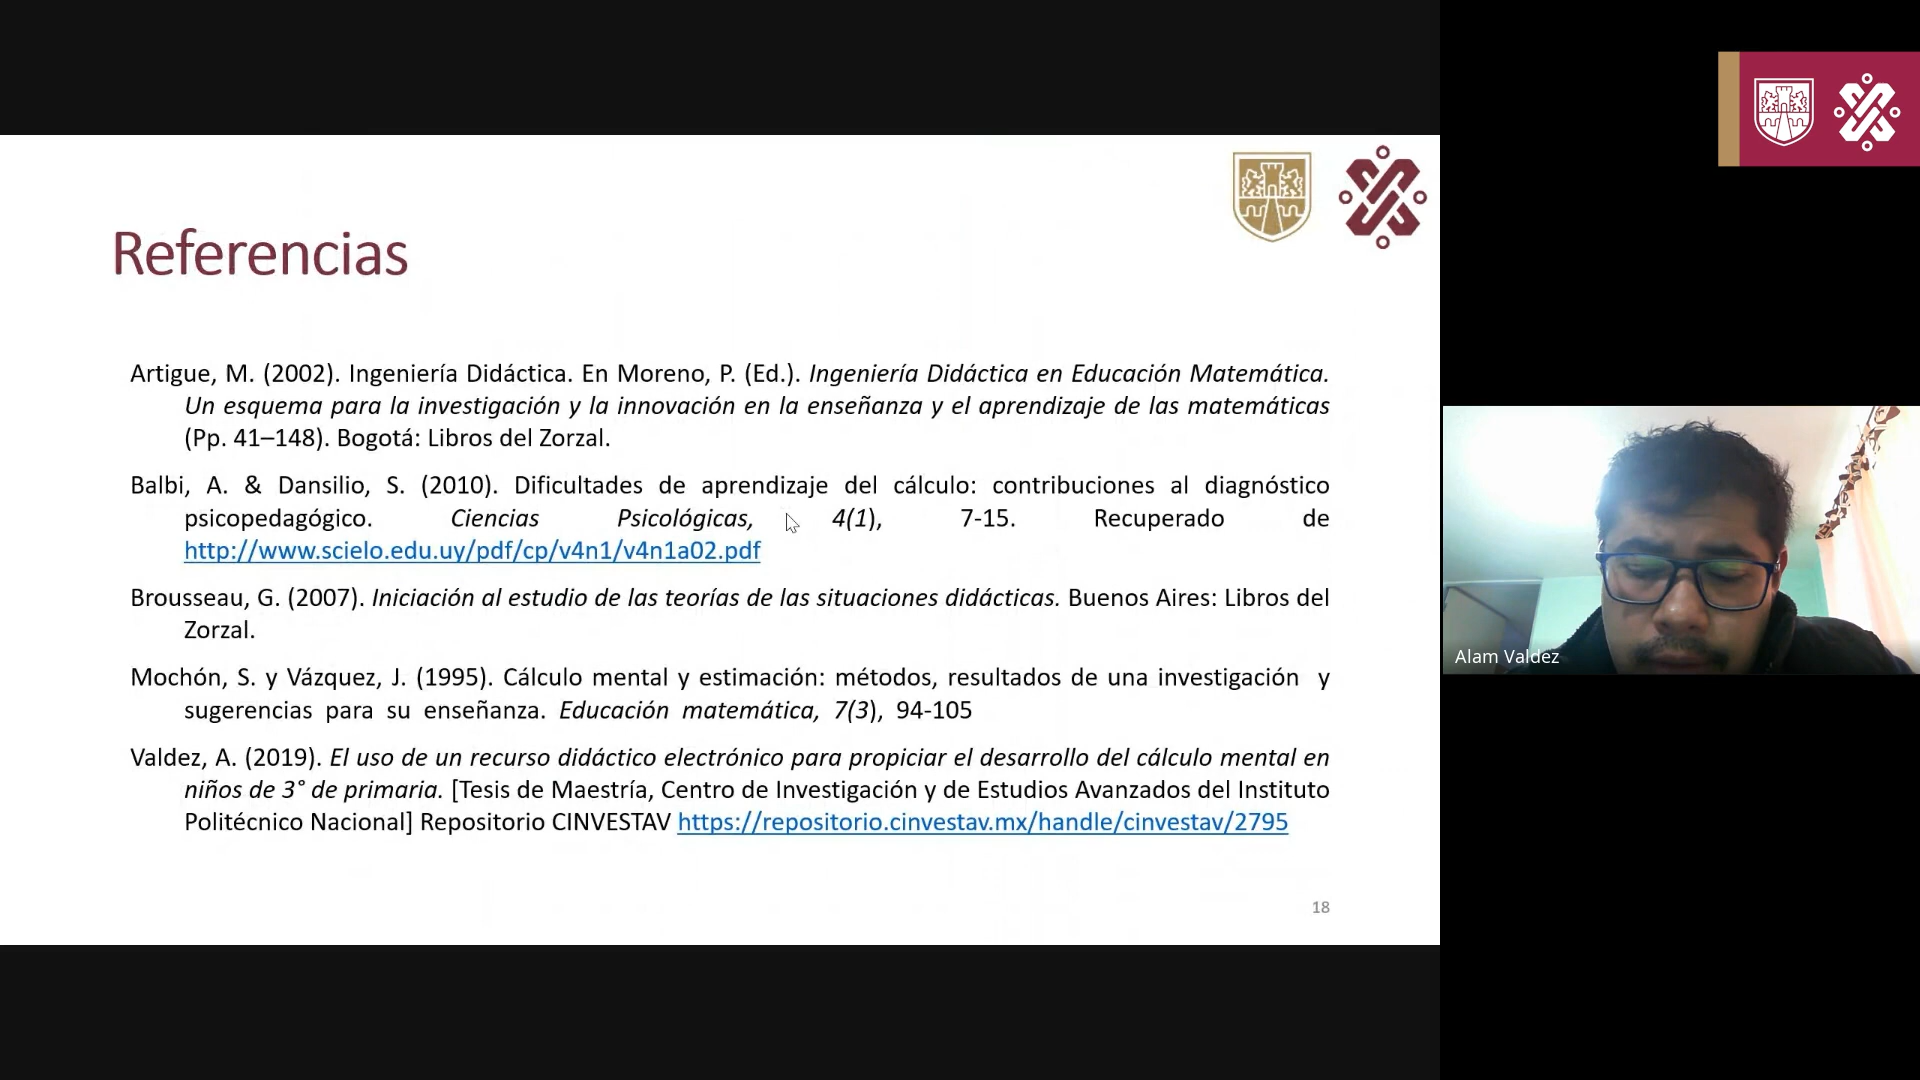 Referencias
Artigue, M. (2002). Ingeniería Didáctica. En Moreno, P. (Ed.). Ingeniería Didáctica en Educación Matemática.
Un esquema para la investigación y la innovación en la enseñanza y el aprendizaje de las matemáticas
(Pp. 41–148). Bogotá: Libros del Zorzal.
Balbi, A. & Dansilio, S. (2010). Dificultades de aprendizaje del cálculo: contribuciones al diagnóstico
psicopedagógico. Ciencias Psicológicas, 4(1), 7-15. Recuperado de
http://www.scielo.edu.uy/pdf/cp/v4n1/v4n1a02.pdf
Brousseau, G. (2007). Iniciación al estudio de las teorías de las situaciones didácticas. Buenos Aires: Libros del
Zorzal.
Mochón, S. y Vázquez, J. (1995). Cálculo mental y estimación: métodos, resultados de una investigación y
sugerencias para su enseñanza. Educación matemática, 7(3), 94-105
Valdez, A. (2019). El uso de un recurso didáctico electrónico para propiciar el desarrollo del cálculo mental en
niños de 3° de primaria. [Tesis de Maestría, Centro de Investigación y de Estudios Avanzados del Instituto
Politécnico Nacional] Repositorio CINVESTAV https://repositorio.cinvestav.mx/handle/cinvestav/2795
18
Alam Valdez